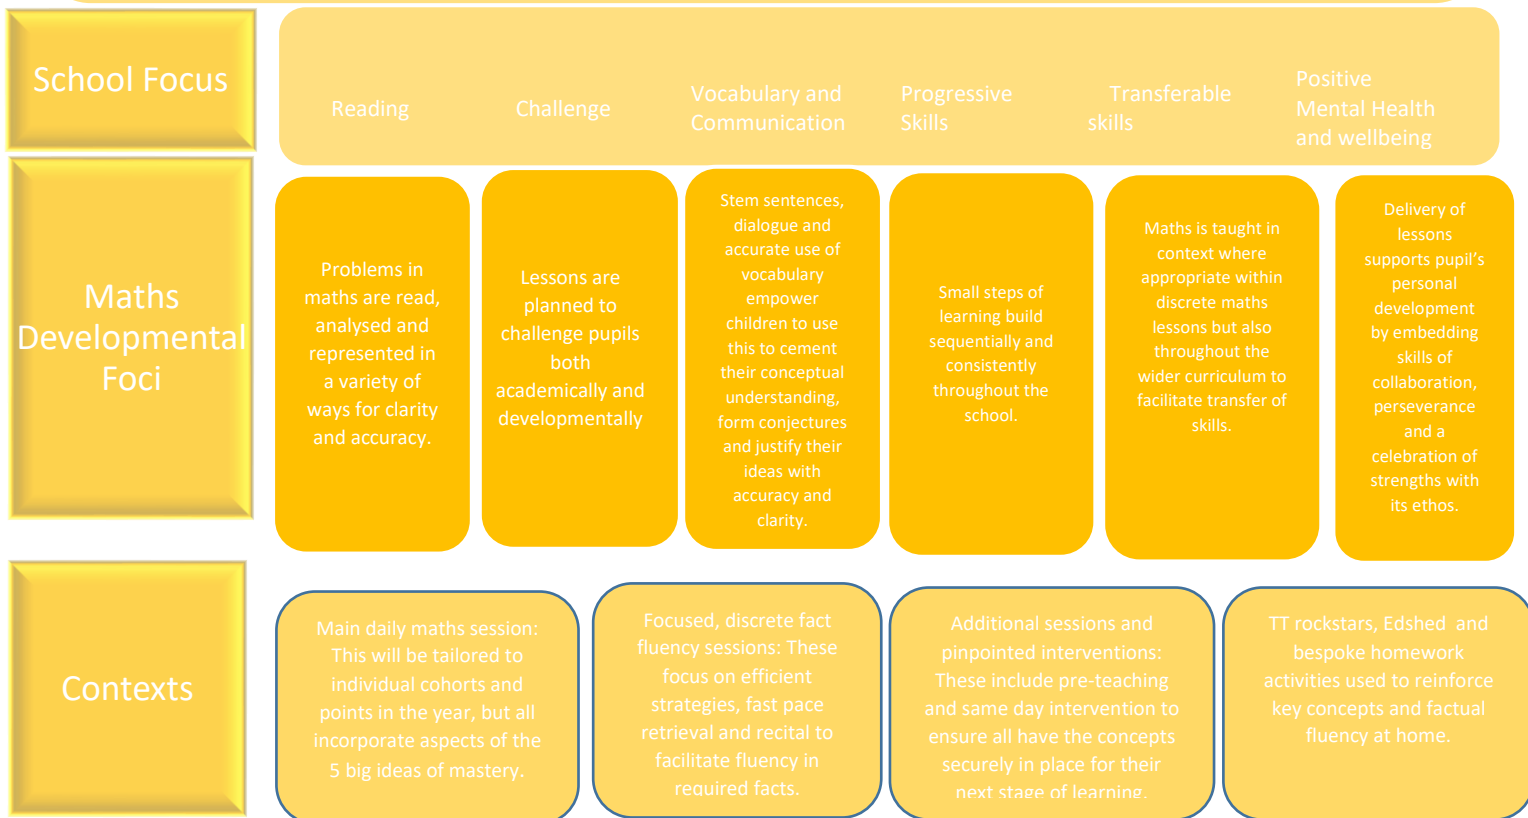 School Focus
Reading
Challenge
Vocabulary and
Communication
Progressive
Skills
Transferable
skills
Positive
Mental Health
and wellbeing
Maths
Developmental
Foci
Problems in
maths are read,
analysed and
represented in
a variety of
ways for clarity
and accuracy.
Lessons are
planned to
challenge pupils
both
academically and
developmentally
Stem sentences,
dialogue and
accurate use of
vocabulary
empower
children to use
this to cement
their conceptual
understanding,
form conjectures
and justify their
ideas with
accuracy and
clarity.
Small steps of
learning build
sequentially and
consistently
throughout the
school.
Maths is taught in
context where
appropriate within
discrete maths
lessons but also
throughout the
wider curriculum to
facilitate transfer of
skills.
Delivery of
lessons
supports pupil's
personal
development
by embedding
skills of
collaboration,
perseverance
and a
celebration of
strengths with
its ethos.
Contexts
Main daily maths session:
This will be tailored to
individual cohorts and
points in the year, but all
incorporate aspects of the
5 big ideas of mastery.
Focused, discrete fact
fluency sessions: These
focus on efficient
strategies, fast pace
retrieval and recital to
facilitate fluency in
required facts.
Additional sessions and
pinpointed interventions:
These include pre-teaching
and same day intervention to
ensure all have the concepts
securely in place for their
next stage of learning.
TT rockstars, Edshed and
bespoke homework
activities used to reinforce
key concepts and factual
fluency at home.